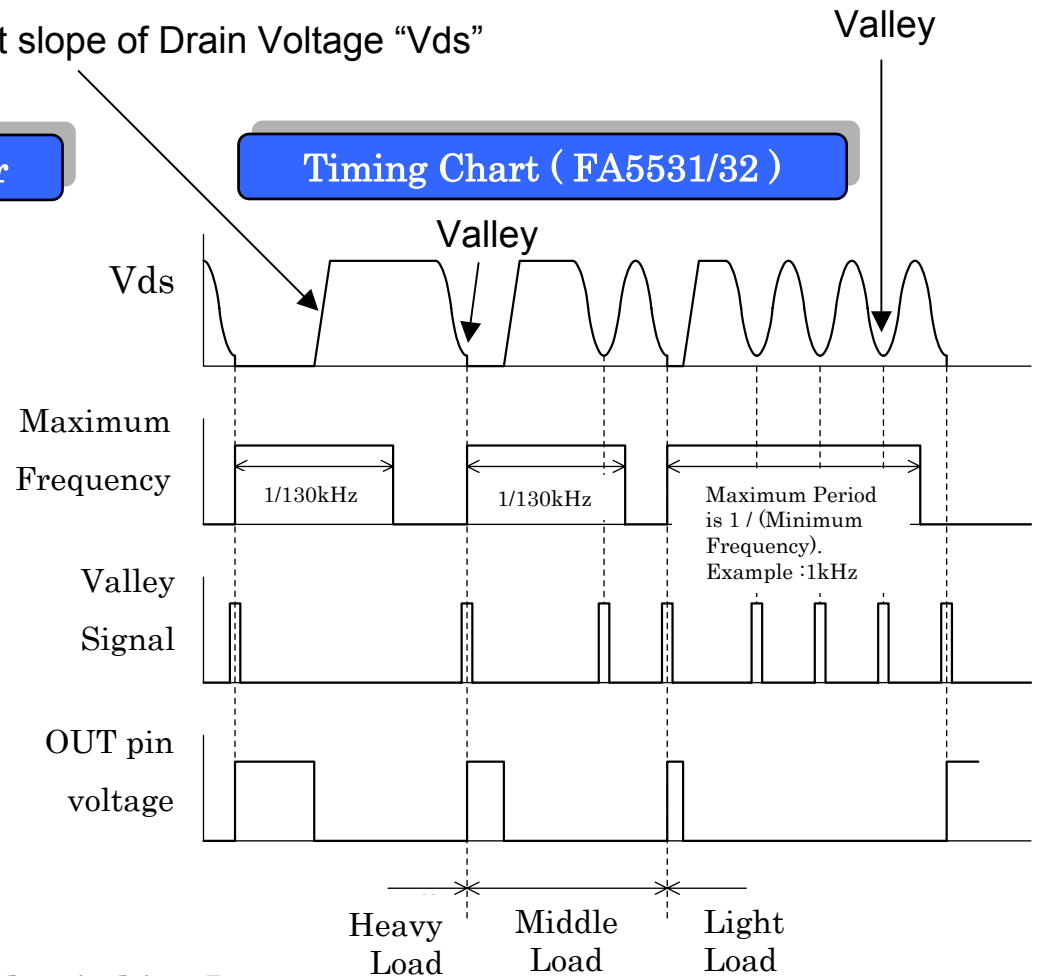 t slope of Drain Voltage “Vds”
Valley
r
Timing Chart ( FA5531/32 )
Valley
Vds
Maximum
Frequency
1/130kHz
1/130kHz
Maximum Period
is 1 / (Minimum
Frequency).
Example :1kHz
Valley
Signal
OUT pin
voltage
Heavy
Load
Middle
Load
Light
Load